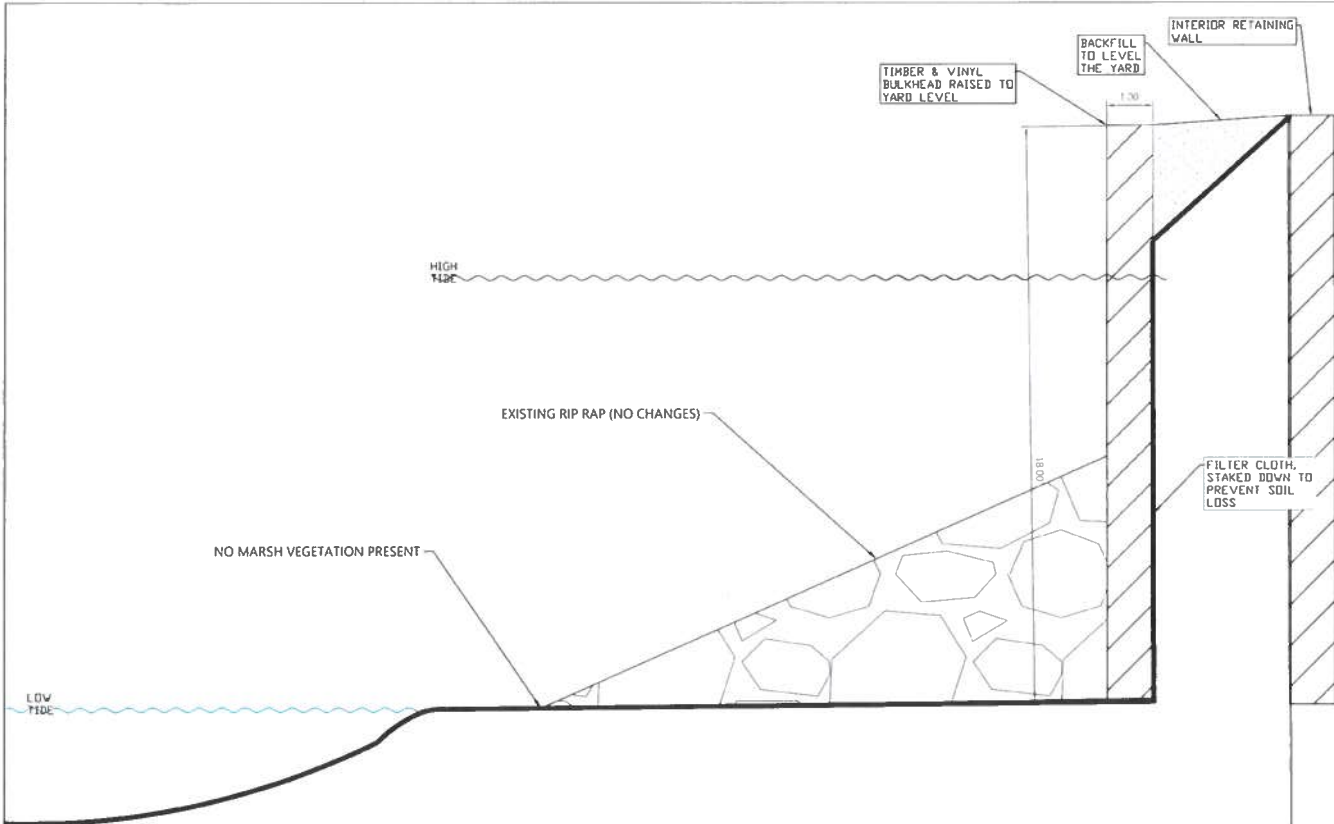 INTERIOR RETAINING
WALL
BACKFILL
TO LEVEL
THE YARD
TIMBER & VINYL
BULKHEAD RAISED TO
YARD LEVEL
HIGH
TIDE
EXISTING RIP RAP (NO CHANGES)
18.00
FILTER CLOTH,
STAKED DOWN TO
PREVENT SOIL
LOSS
NO MARSH VEGETATION PRESENT
LOW
TIDE